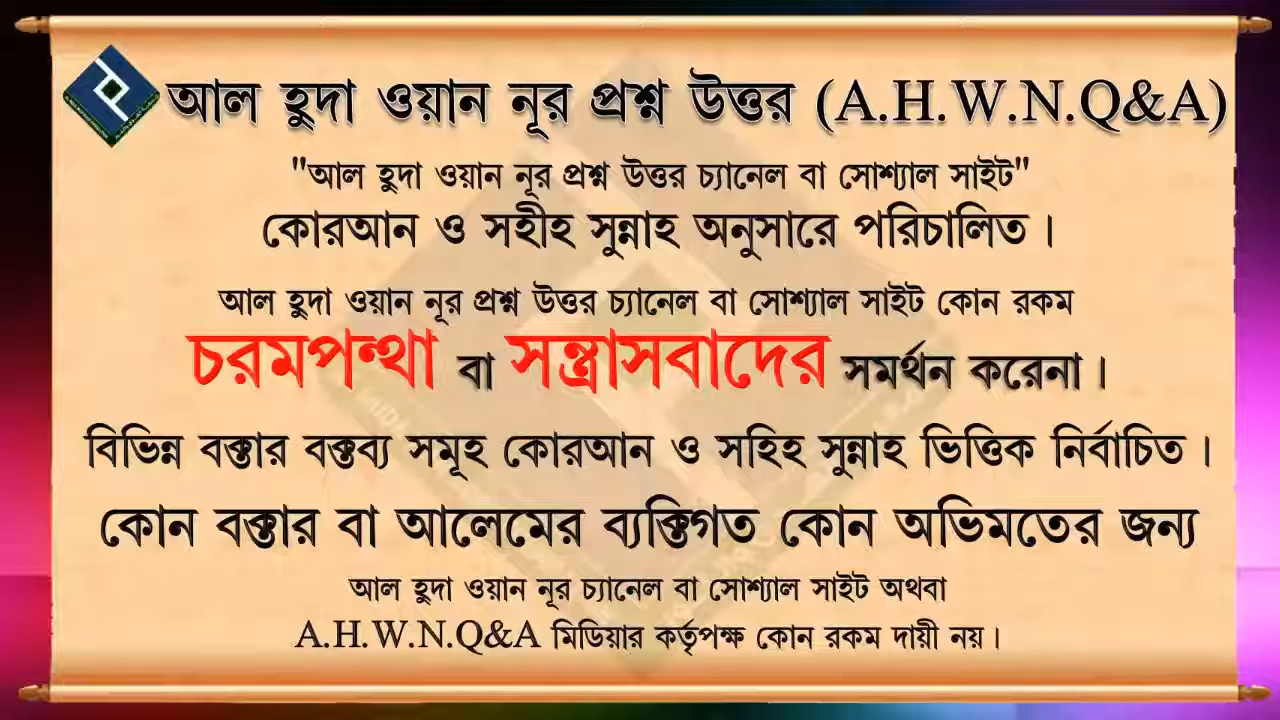 আল হুদা ওয়ান নূর প্রশ্ন উত্তর (A.H.W.N.Q&A)
"আল হুদা ওয়ান নূর প্রশ্ন উত্তর চ্যানেল বা সোশ্যাল সাইট"
কোরআন ও সহীহ সুন্নাহ অনুসারে পরিচালিত।
আল হুদা ওয়ান নূর প্রশ্ন উত্তর চ্যানেল বা সোশ্যাল সাইট কোন রকম
চরমপন্থা বা সন্ত্রাসবাদের সমর্থন করেনা।
বিভিন্ন বক্তার বক্তব্য সমূহ কোরআন ও সহিহ সুন্নাহ ভিত্তিক নির্বাচিত।
কোন বক্তার বা আলেমের ব্যক্তিগত কোন অভিমতের জন্য
আল হুদা ওয়ান নূর চ্যানেল বা সোশ্যাল সাইট অথবা
A.H.W.N.Q&A মিডিয়ার কর্তৃপক্ষ কোন রকম দায়ী নয়।